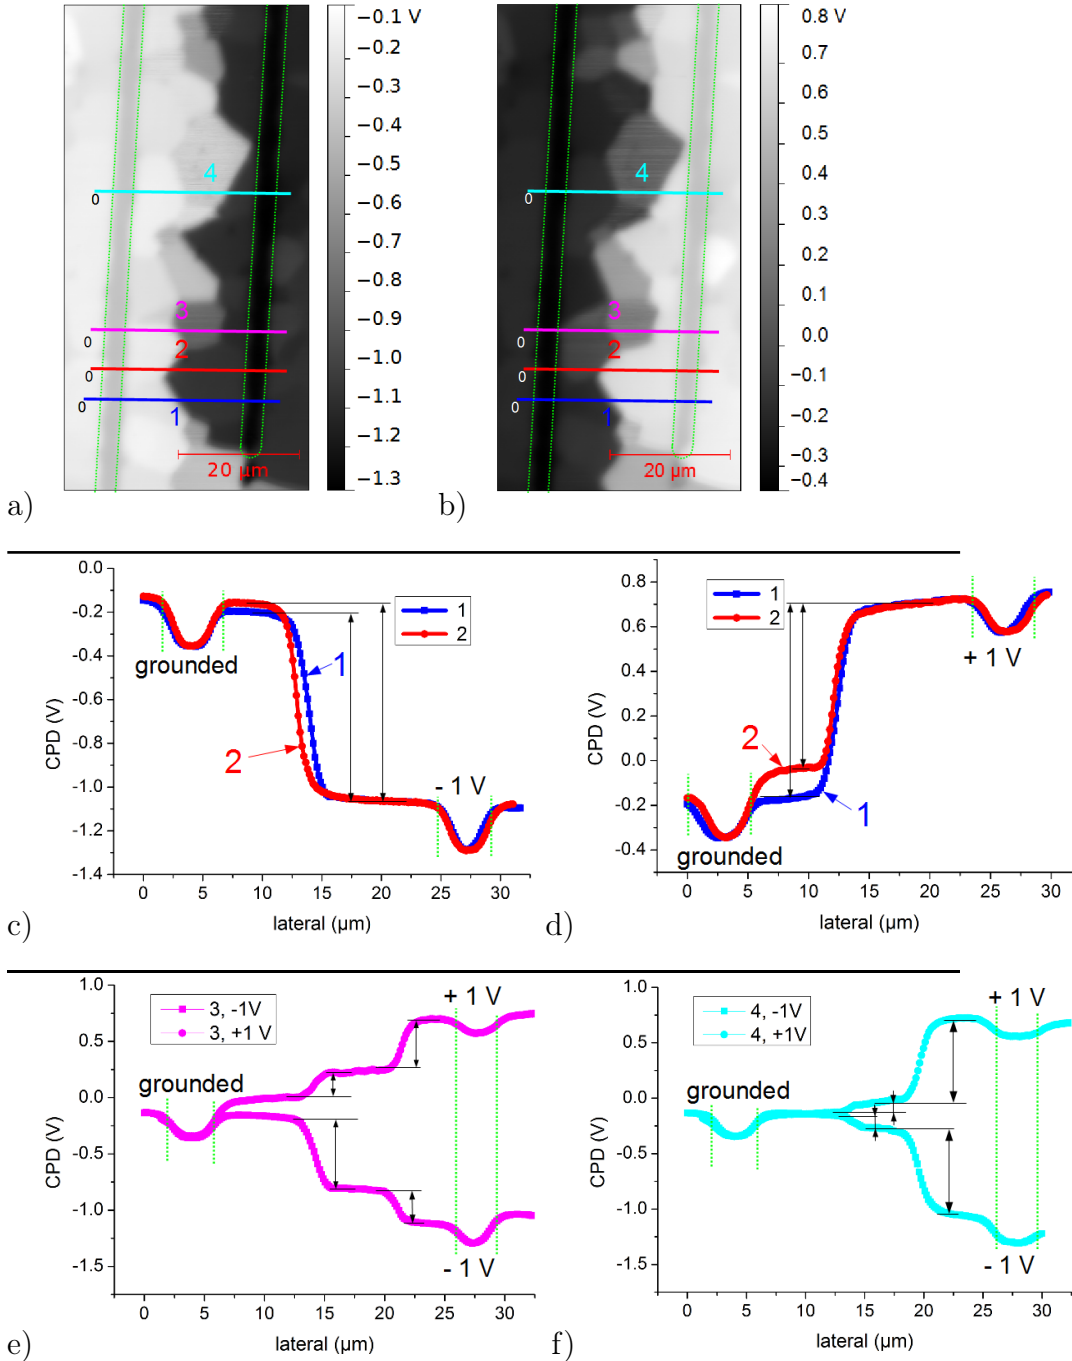 −0.1 V
−0.2
−0.3
−0.4
−0.5
−0.6
−0.7
−0.8
−0.9
−1.0
−1.1
−1.2
−1.3
4
0
3
0
2
0
0
1
20 µm
a)
0.8 V
0.7
0.6
0.5
0.4
0.3
0.2
0.1
0.0
−0.1
−0.2
−0.3
−0.4
4
0
3
0
2
0
0
1
20 µm
b)
CPD (V)
0.0
-0.2
-0.4
-0.6
-0.8
-1.0
-1.2
-1.4
0 5 10 15 20 25 30
lateral (µm)
1
2
grounded
1
2
- 1 V
c)
CPD (V)
0.8
0.6
0.4
0.2
0.0
-0.2
-0.4
0 5 10 15 20 25 30
lateral (µm)
1
2
+ 1 V
2
1
grounded
d)
CPD (V)
1.0
0.5
0.0
-0.5
-1.0
-1.5
0 5 10 15 20 25 30
lateral (µm)
3, -1V
3, +1 V
+ 1 V
grounded
- 1 V
e)
CPD (V)
1.0
0.5
0.0
-0.5
-1.0
-1.5
0 5 10 15 20 25 30
lateral (µm)
4, -1V
4, +1V
+ 1 V
grounded
- 1 V
f)